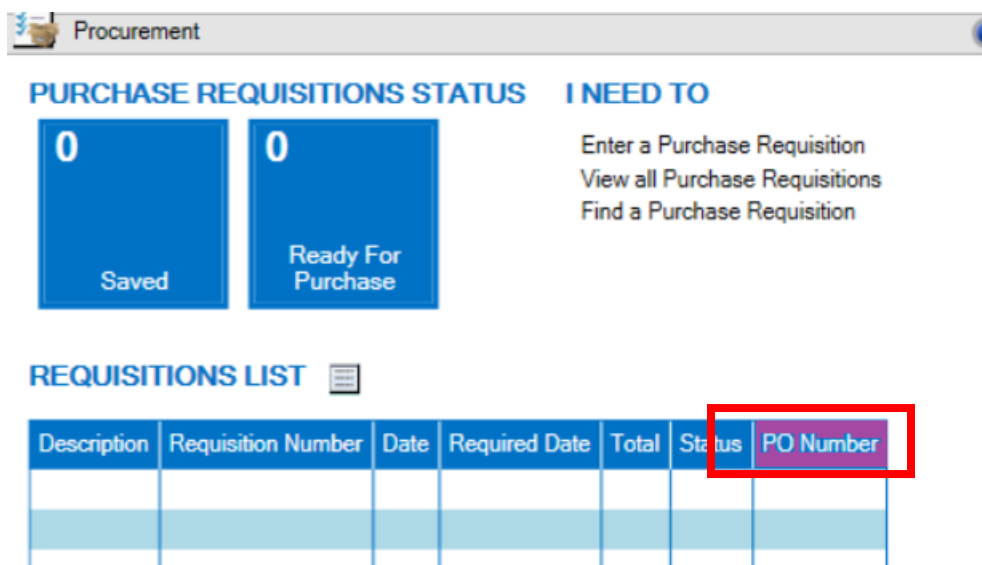 Procurement
PURCHASE REQUISITIONS STATUS
I NEED TO
0
Saved
0
Ready For
Purchase
Enter a Purchase Requisition
View all Purchase Requisitions
Find a Purchase Requisition
REQUISITIONS LIST
Description Requisition Number Date Required Date Total Status PO Number